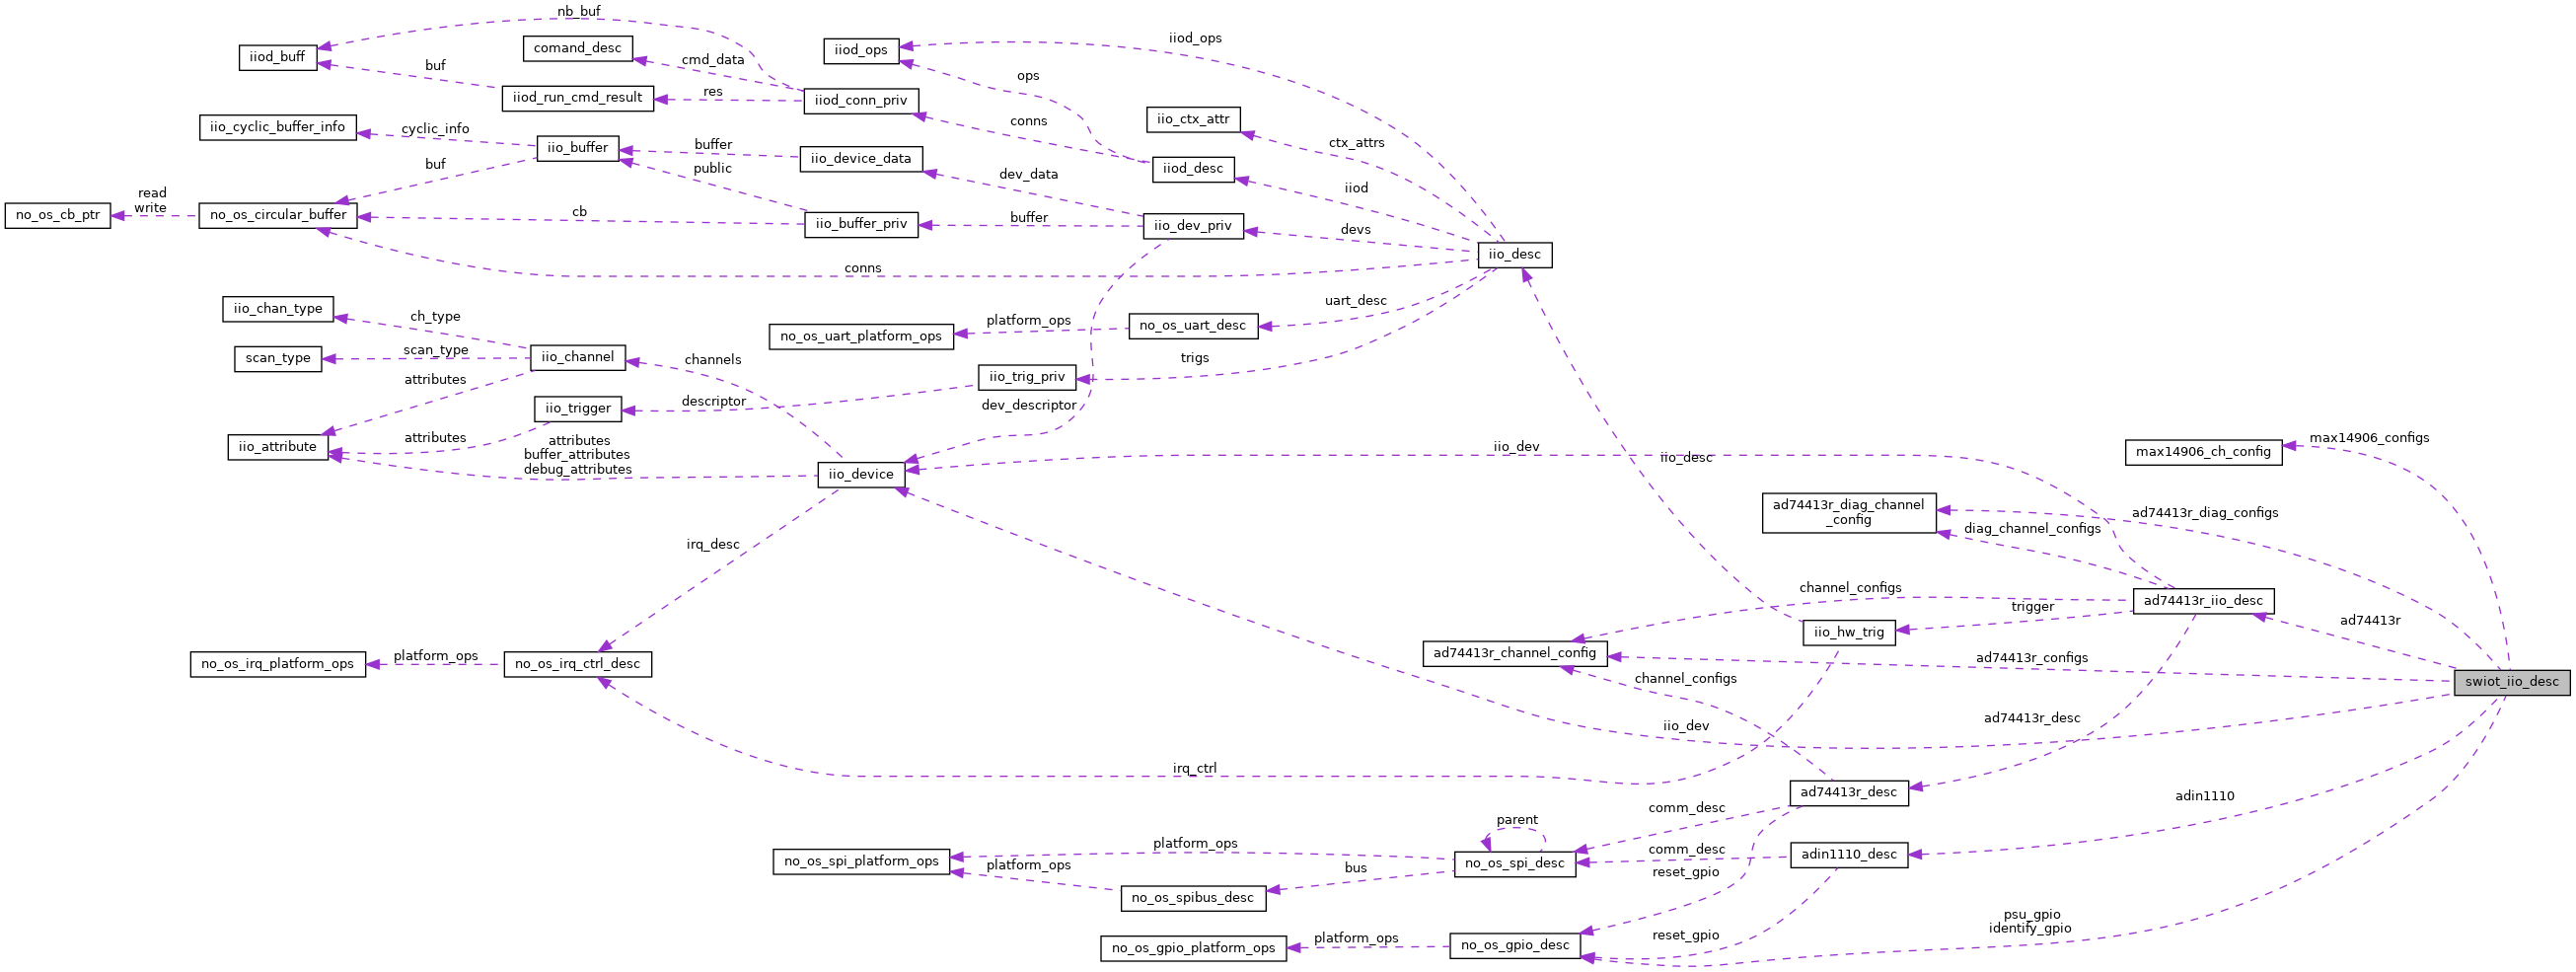 nb_buf
iiod_buff
comand_desc
iiod_ops
iiod_ops
buf
cmd_data
ops
iiod_run_cmd_result
res
iiod_conn_priv
iio_ctx_attr
iio_cyclic_buffer_info
cyclic_info
conns
ctx_attrs
iio_buffer
buffer
iio_device_data
iiod_desc
buf
public
dev_data
iiod
read
write
no_os_cb_ptr
no_os_circular_buffer
cb
iio_buffer_priv
buffer
iio_dev_priv
devs
iio_desc
conns
iio_chan_type
ch_type
uart_desc
no_os_uart_platform_ops
platform_ops
no_os_uart_desc
scan_type
scan_type
iio_channel
channels
trigs
attributes
iio_trig_priv
iio_trigger
descriptor
dev_descriptor
iio_attribute
attributes
attributes
buffer_attributes
debug_attributes
iio_device
iio_dev
iio_desc
max14906_ch_config
max14906_configs
ad74413r_diag_channel
_config
ad74413r_diag_configs
diag_channel_configs
irq_desc
channel_configs
ad74413r_iio_desc
trigger
ad74413r
iio_hw_trig
no_os_irq_platform_ops
platform_ops
no_os_irq_ctrl_desc
ad74413r_channel_config
ad74413r_configs
channel_configs
swiot_iio_desc
iio_dev
ad74413r_desc
irq_ctrl
ad74413r_desc
adin1110
comm_desc
parent
platform_ops
no_os_spi_platform_ops
platform_ops
no_os_spi_desc
comm_desc
adin1110_desc
bus
reset_gpio
no_os_spibus_desc
psu_gpio
identify_gpio
no_os_gpio_platform_ops
platform_ops
no_os_gpio_desc
reset_gpio